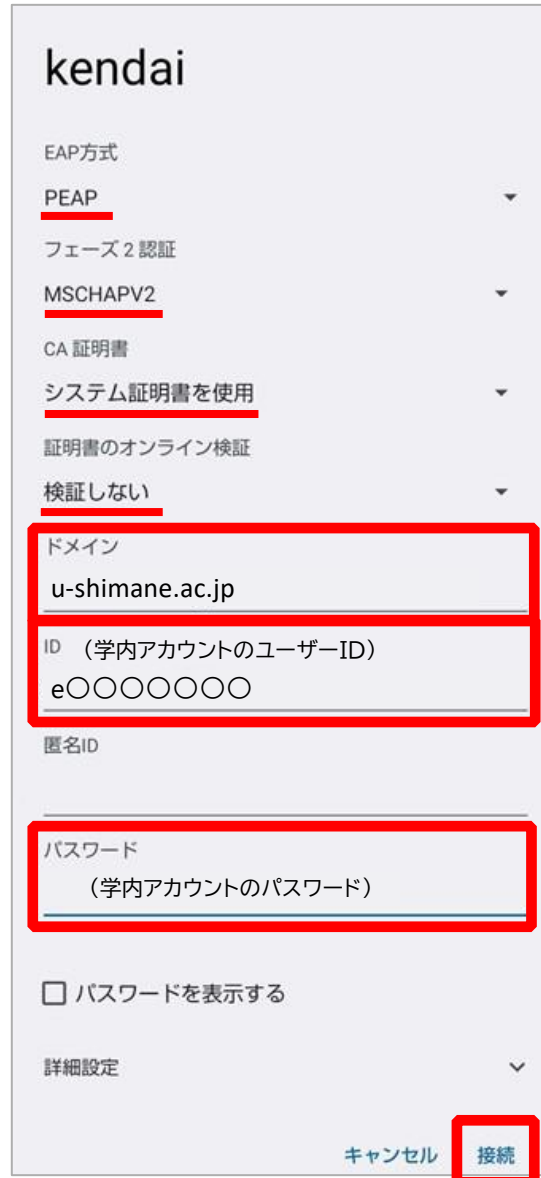 kendai
EAP方式
PEAP
フェーズ 2 認証
MSCHAPV2
CA 証明書
システム証明書を使用
証明書のオンライン検証
検証しない
ドメイン
u-shimane.ac.jp
ID （学内アカウントのユーザーID）
e〇〇〇〇〇〇〇
匿名ID
パスワード
（学内アカウントのパスワード）
パスワードを表示する
詳細設定
キャンセル 接続